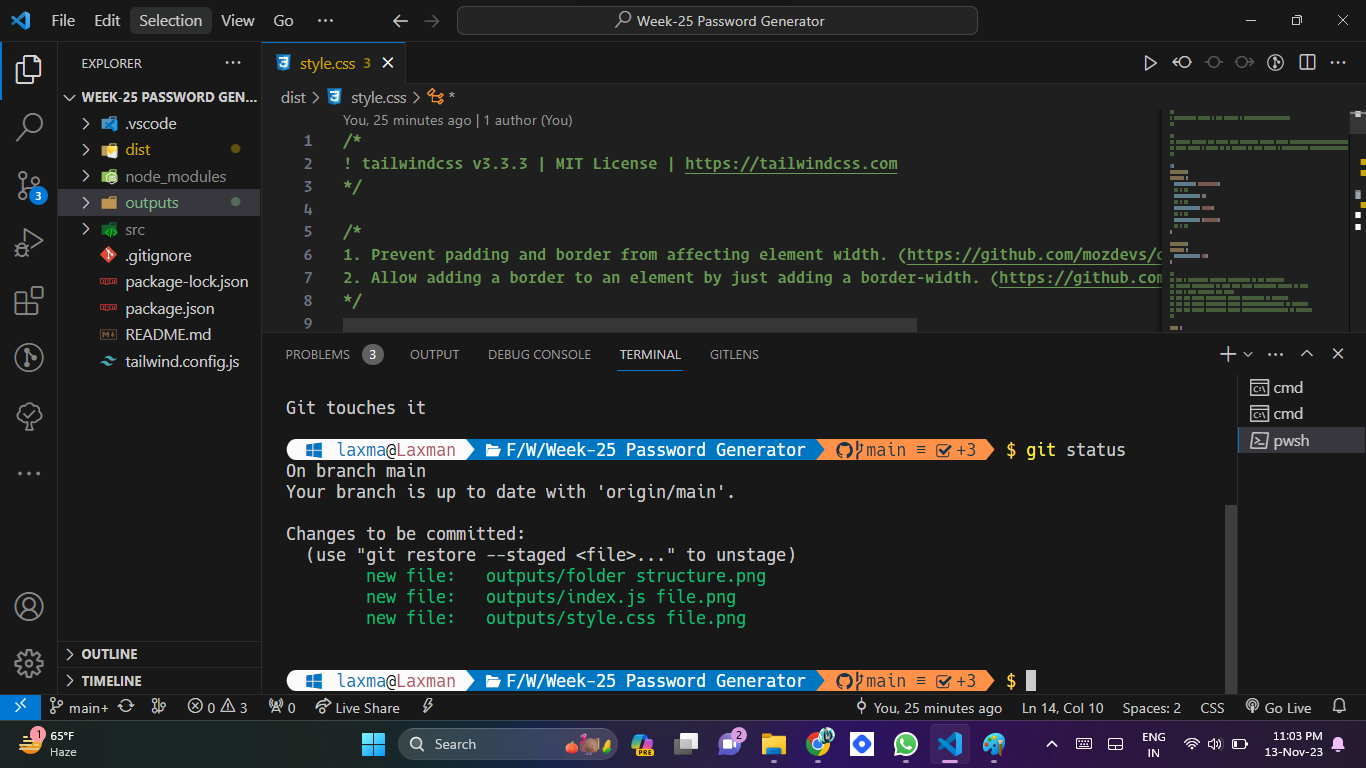 File Edit Selection View Go ··· Week-25 Password Generator
EXPLORER ···
WEEK-25 PASSWORD GEN...
.vscode
dist
node_modules
outputs
src
.gitignore
package-lock.json
package.json
README.md
tailwind.config.js
OUTLINE
TIMELINE
3
style.css 3
dist > style.css > *
You, 25 minutes ago | 1 author (You)
1 /*
2 ! tailwindcss v3.3.3 | MIT License | https://tailwindcss.com
3 */
4
5 /*
6 1. Prevent padding and border from affecting element width. (https://github.com/mozdevs/c
7 2. Allow adding a border to an element by just adding a border-width. (https://github.com
8 */
9
PROBLEMS 3 OUTPUT DEBUG CONSOLE TERMINAL GITLENS
cmd
cmd
pwsh
Git touches it
laxma@Laxman F/W/Week-25 Password Generator main ≡ +3 $ git status
On branch main
Your branch is up to date with 'origin/main'.
Changes to be committed:
(use "git restore --staged <file>..." to unstage)
new file: outputs/folder structure.png
new file: outputs/index.js file.png
new file: outputs/style.css file.png
laxma@Laxman F/W/Week-25 Password Generator main ≡ +3 $
main+ 0 3 0 Live Share You, 25 minutes ago Ln 14, Col 10 Spaces: 2 CSS Go Live
1 65°F
Haze
Search
PRE
2
ENG
IN
11:03 PM
13-Nov-23